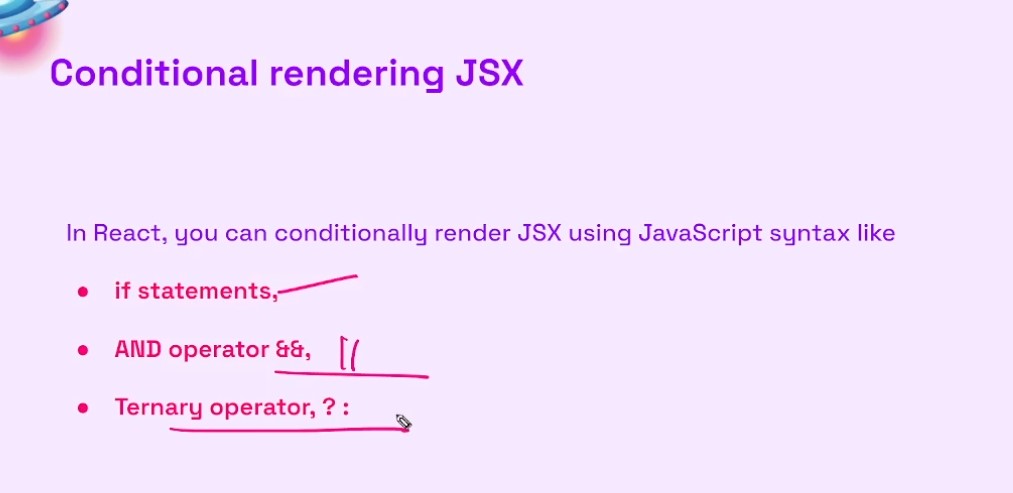 Conditional rendering JSX
In React, you can conditionally render JSX using JavaScript syntax like
• if statements,
• AND operator &&, ||
• Ternary operator, ? :